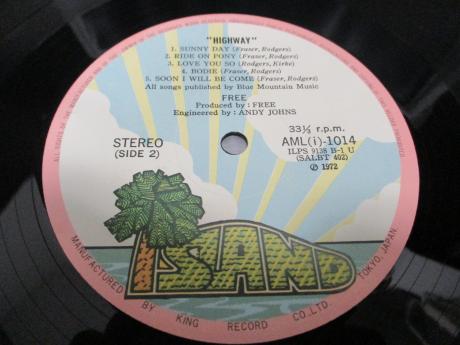 "HIGHWAY"
1. SUNNY DAY (Fraser, Rodgers)
2. RIDE ON PONY (Fraser, Rodgers)
3. LOVE YOU SO (Rodgers, Kirke)
4. BODIE (Fraser, Rodgers)
5. SOON I WILL BE COME (Fraser, Rodgers)
All songs published by Blue Mountain Music
FREE
Produced by : FREE
Engineered by : ANDY JOHNS
STEREO
(SIDE 2)
33⅓ r.p.m.
AML(i)-1014
ILPS 9138 B-1 U
(SALBT 402)
℗ 1972
ISLAND
MANUFACTURED BY KING RECORD CO. LTD. TOKYO, JAPAN.